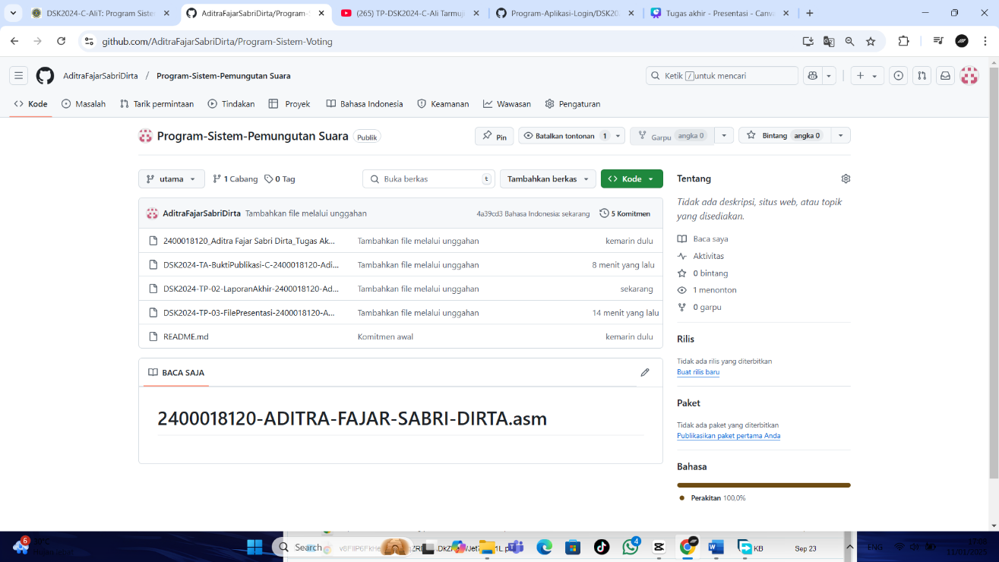 DSK2024-C-AliT: Program Siste
AditraFajarSabriDirta/Program-S
(265) TP-DSK2024-C-Ali Tarmuji
Program-Aplikasi-Login/DSK20
Tugas akhir - Presentasi - Canva
github.com/AditraFajarSabriDirta/Program-Sistem-Voting
AditraFajarSabriDirta / Program-Sistem-Pemungutan Suara
Ketik / untuk mencari
Kode
Masalah
Tarik permintaan
Tindakan
Proyek
Bahasa Indonesia
Keamanan
Wawasan
Pengaturan
Program-Sistem-Pemungutan Suara
Publik
Pin
Batalkan tontonan 1
Garpu angka 0
Bintang angka 0
utama
1 Cabang
0 Tag
Buka berkas t
Tambahkan berkas
Kode
AditraFajarSabriDirta Tambahkan file melalui unggahan 4a39cd3 Bahasa Indonesia: sekarang 5 Komitmen
2400018120_Aditra Fajar Sabri Dirta_Tugas Ak... Tambahkan file melalui unggahan kemarin dulu
DSK2024-TA-BuktiPublikasi-C-2400018120-Adi... Tambahkan file melalui unggahan 8 menit yang lalu
DSK2024-TP-02-LaporanAkhir-2400018120-Ad... Tambahkan file melalui unggahan sekarang
DSK2024-TP-03-FilePresentasi-2400018120-A... Tambahkan file melalui unggahan 14 menit yang lalu
README.md Komitmen awal kemarin dulu
BACA SAJA
2400018120-ADITRA-FAJAR-SABRI-DIRTA.asm
Tentang
Tidak ada deskripsi, situs web, atau topik
yang disediakan.
Baca saya
Aktivitas
0 bintang
1 menonton
0 garpu
Rilis
Tidak ada rilis yang diterbitkan
Buat rilis baru
Paket
Tidak ada paket yang diterbitkan
Publikasikan paket pertama Anda
Bahasa
Perakitan 100,0%
6
Search
4
KB
Sep 23
ENG